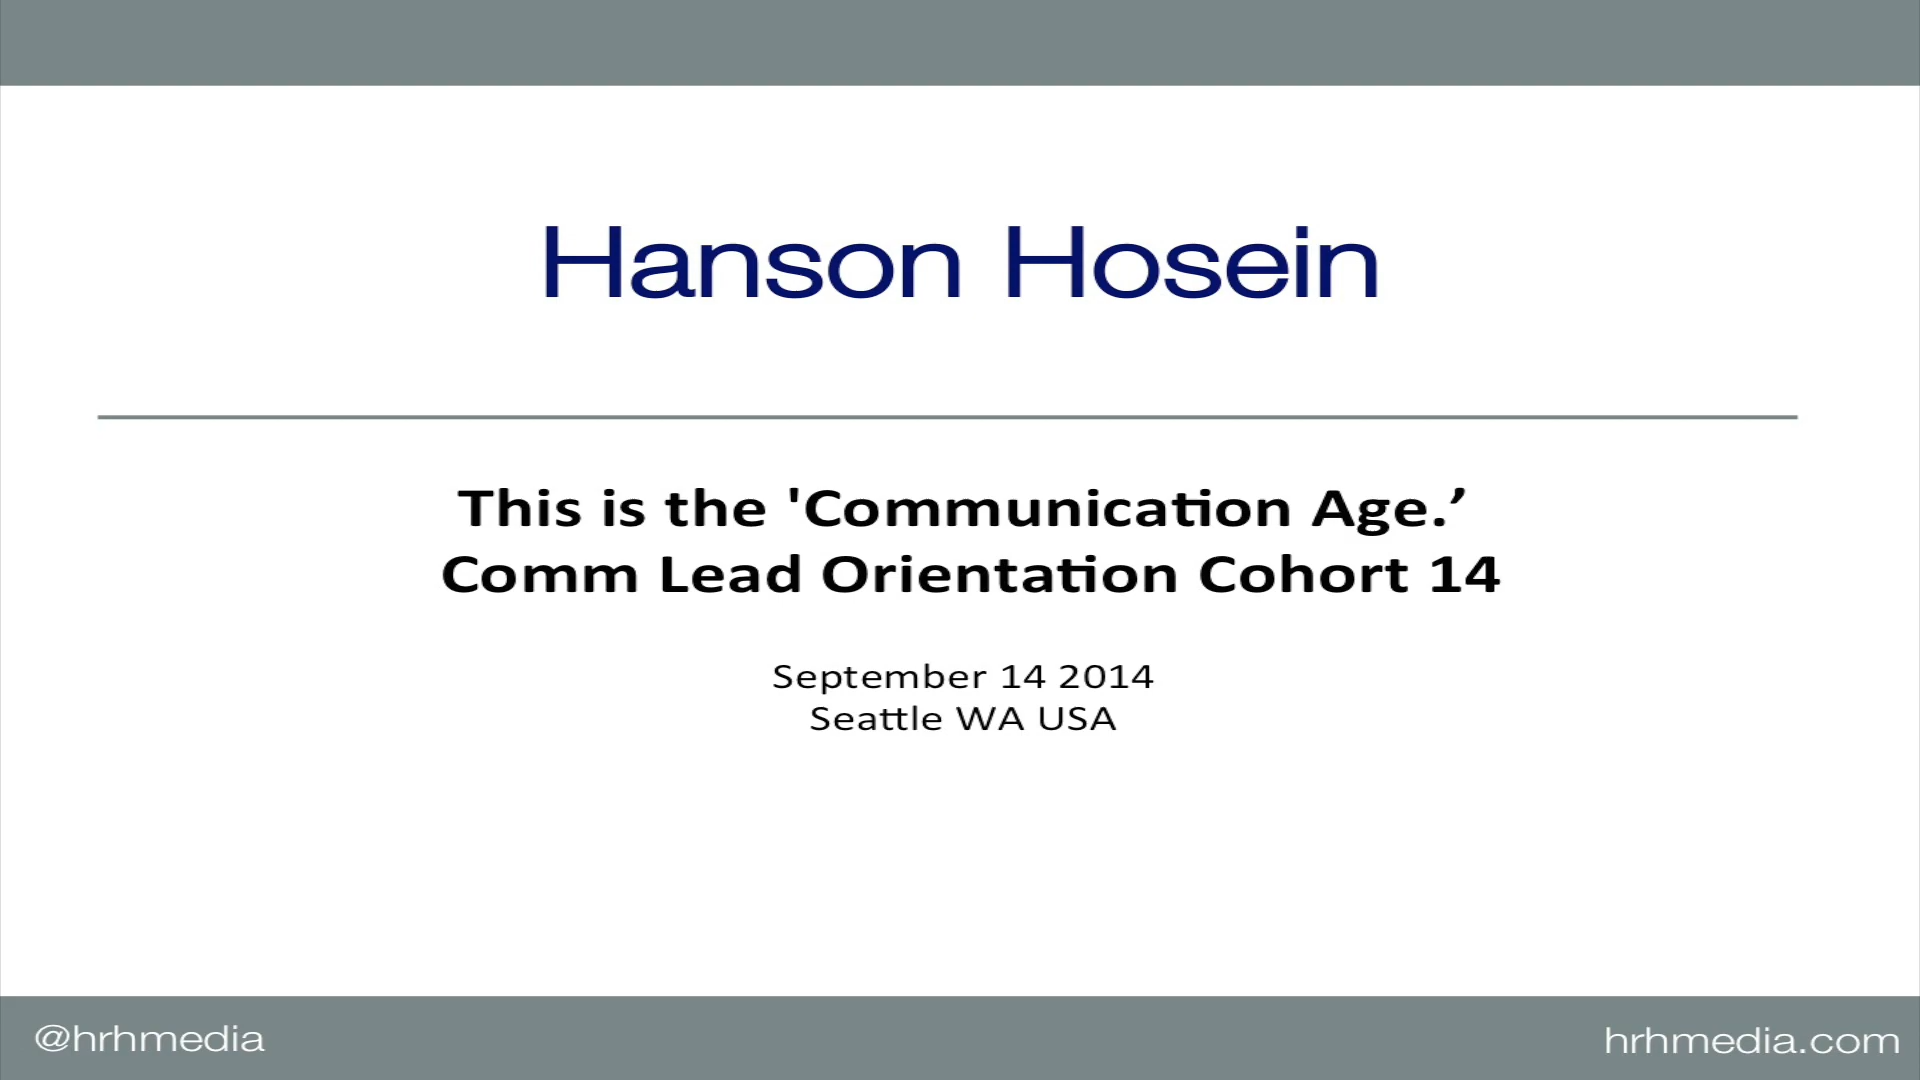 Hanson Hosein
This is the 'Communication Age.’
Comm Lead Orientation Cohort 14
September 14 2014
Seattle WA USA
@hrhmedia
hrhmedia.com